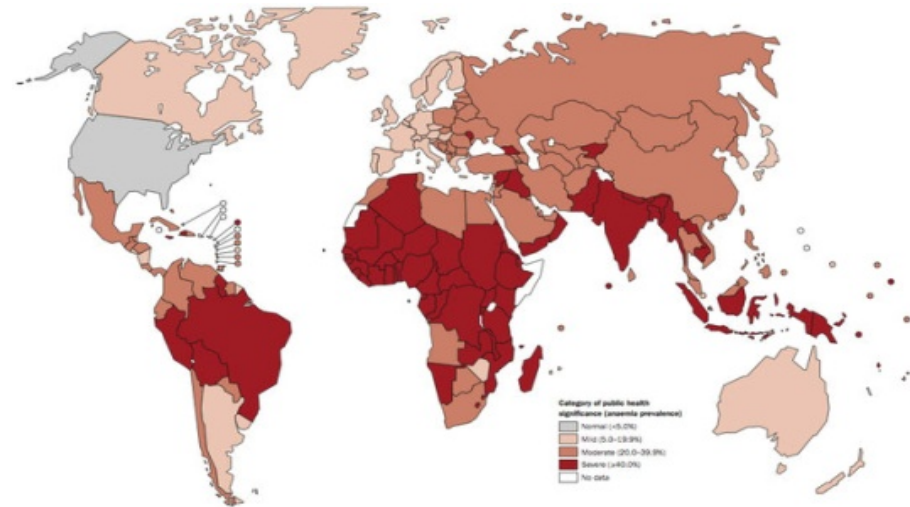 Category of public health
significance (anaemia prevalence)
Normal (<5.0%)
Mild (5.0–19.9%)
Moderate (20.0–39.9%)
Severe (≥40.0%)
No data